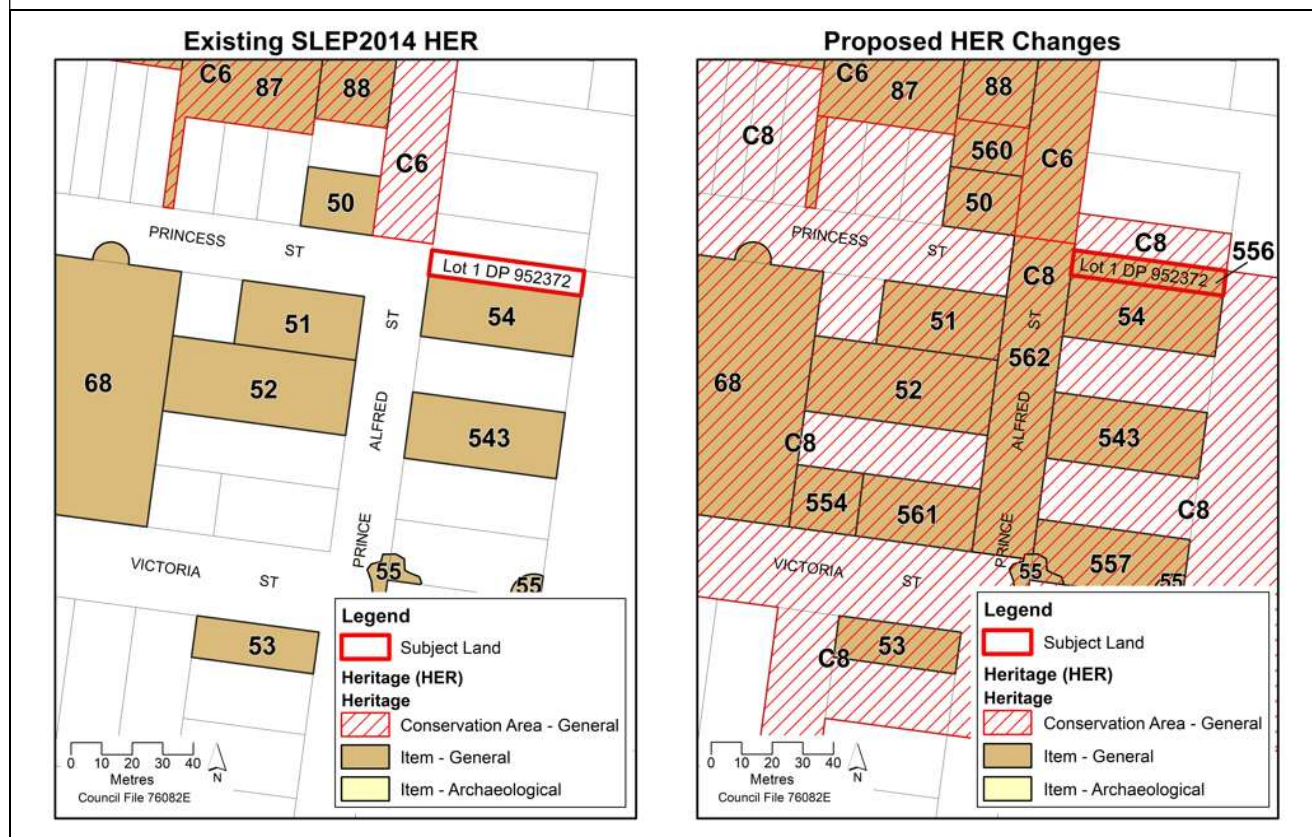 Existing SLEP2014 HER
C6
87
88
C6
50
PRINCESS
ST
Lot 1 DP 952372
51
54
ST
68
52
ALFRED
543
PRINCE
VICTORIA
ST
55
55
53
Legend
Subject Land
Heritage (HER)
Heritage
Conservation Area - General
Item - General
Item - Archaeological
0 10 20 30 40
Metres
N
Council File 76082E
Proposed HER Changes
C6
87
88
C8
560
C6
50
PRINCESS
ST
C8
556
C8
Lot 1 DP 952372
51
ST
54
562
68
52
ALFRED
543
C8
554
561
C8
PRINCE
VICTORIA
ST
55
557
55
53
C8
Legend
Subject Land
Heritage (HER)
Heritage
Conservation Area - General
Item - General
Item - Archaeological
0 10 20 30 40
Metres
N
Council File 76082E